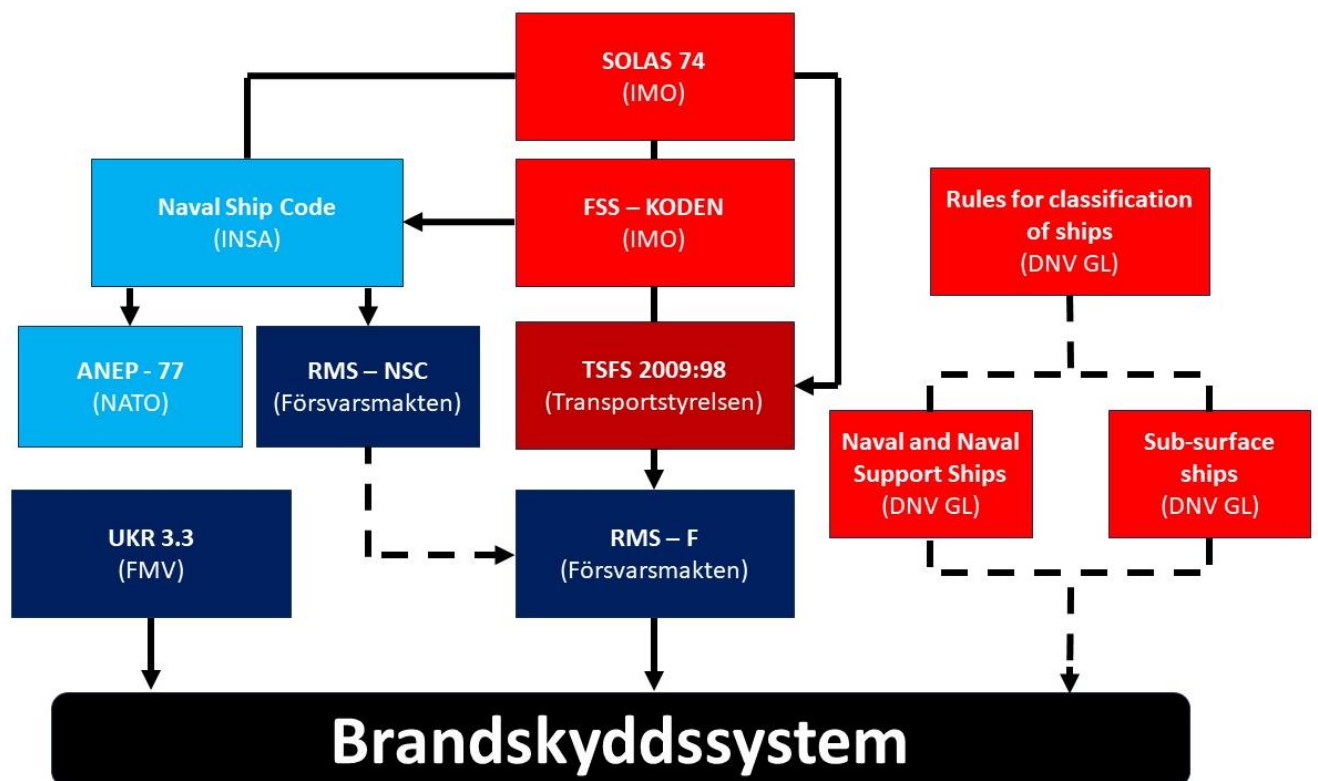 SOLAS 74
(IMO)
Naval Ship Code
(INSA)
FSS – KODEN
(IMO)
Rules for classification
of ships
(DNV GL)
ANEP - 77
(NATO)
RMS – NSC
(Försvarsmakten)
TSFS 2009:98
(Transportstyrelsen)
Naval and Naval
Support Ships
(DNV GL)
Sub-surface
ships
(DNV GL)
UKR 3.3
(FMV)
RMS – F
(Försvarsmakten)
Brandskyddssystem